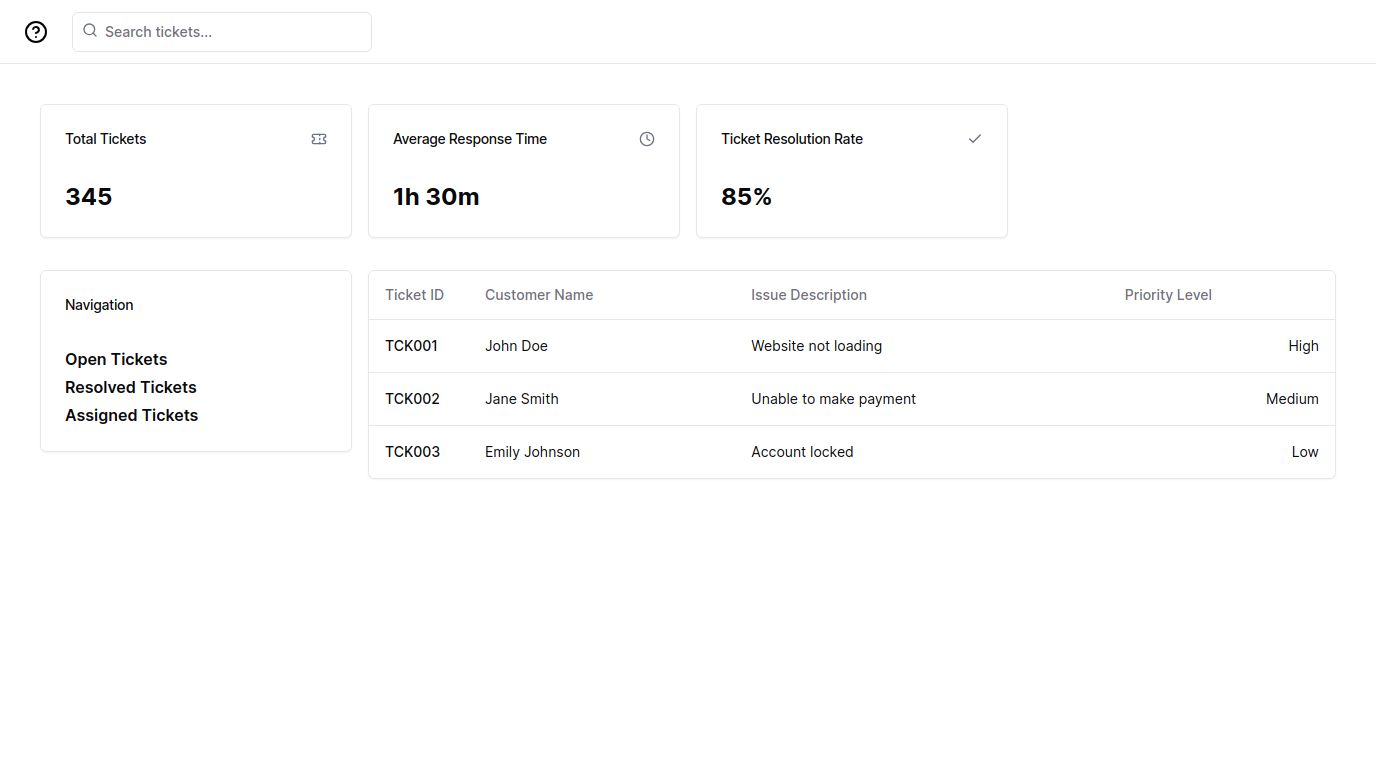 Search tickets...
Total Tickets
345
Average Response Time
1h 30m
Ticket Resolution Rate
85%
Navigation
Open Tickets
Resolved Tickets
Assigned Tickets
Ticket ID Customer Name Issue Description Priority Level
TCK001 John Doe Website not loading High
TCK002 Jane Smith Unable to make payment Medium
TCK003 Emily Johnson Account locked Low